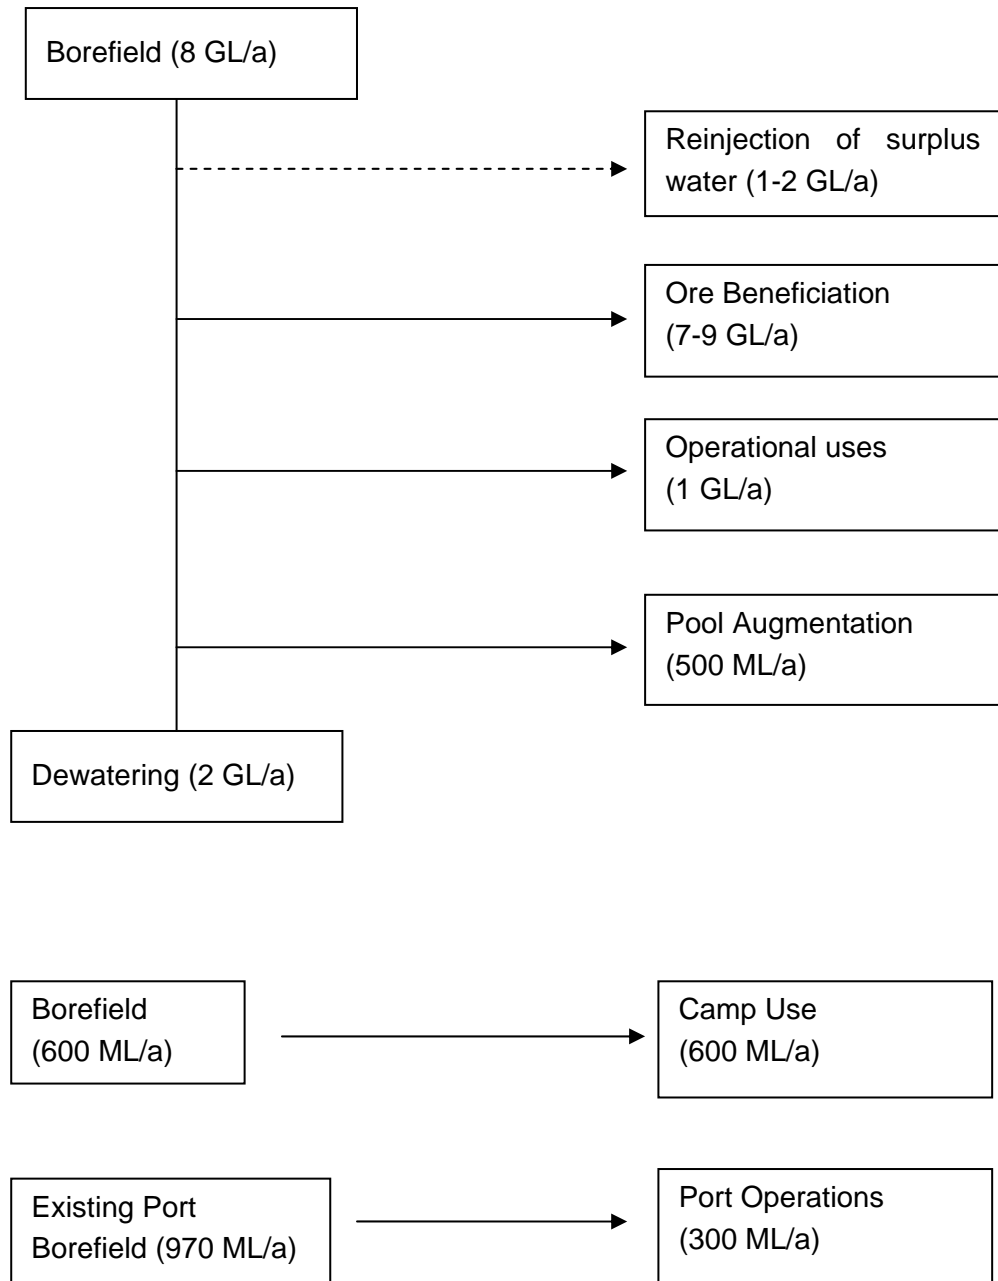 Borefield (8 GL/a)
Reinjection of surplus
water (1-2 GL/a)
Ore Beneficiation
(7-9 GL/a)
Operational uses
(1 GL/a)
Pool Augmentation
(500 ML/a)
Dewatering (2 GL/a)
Borefield
(600 ML/a)
Camp Use
(600 ML/a)
Existing Port
Borefield (970 ML/a)
Port Operations
(300 ML/a)